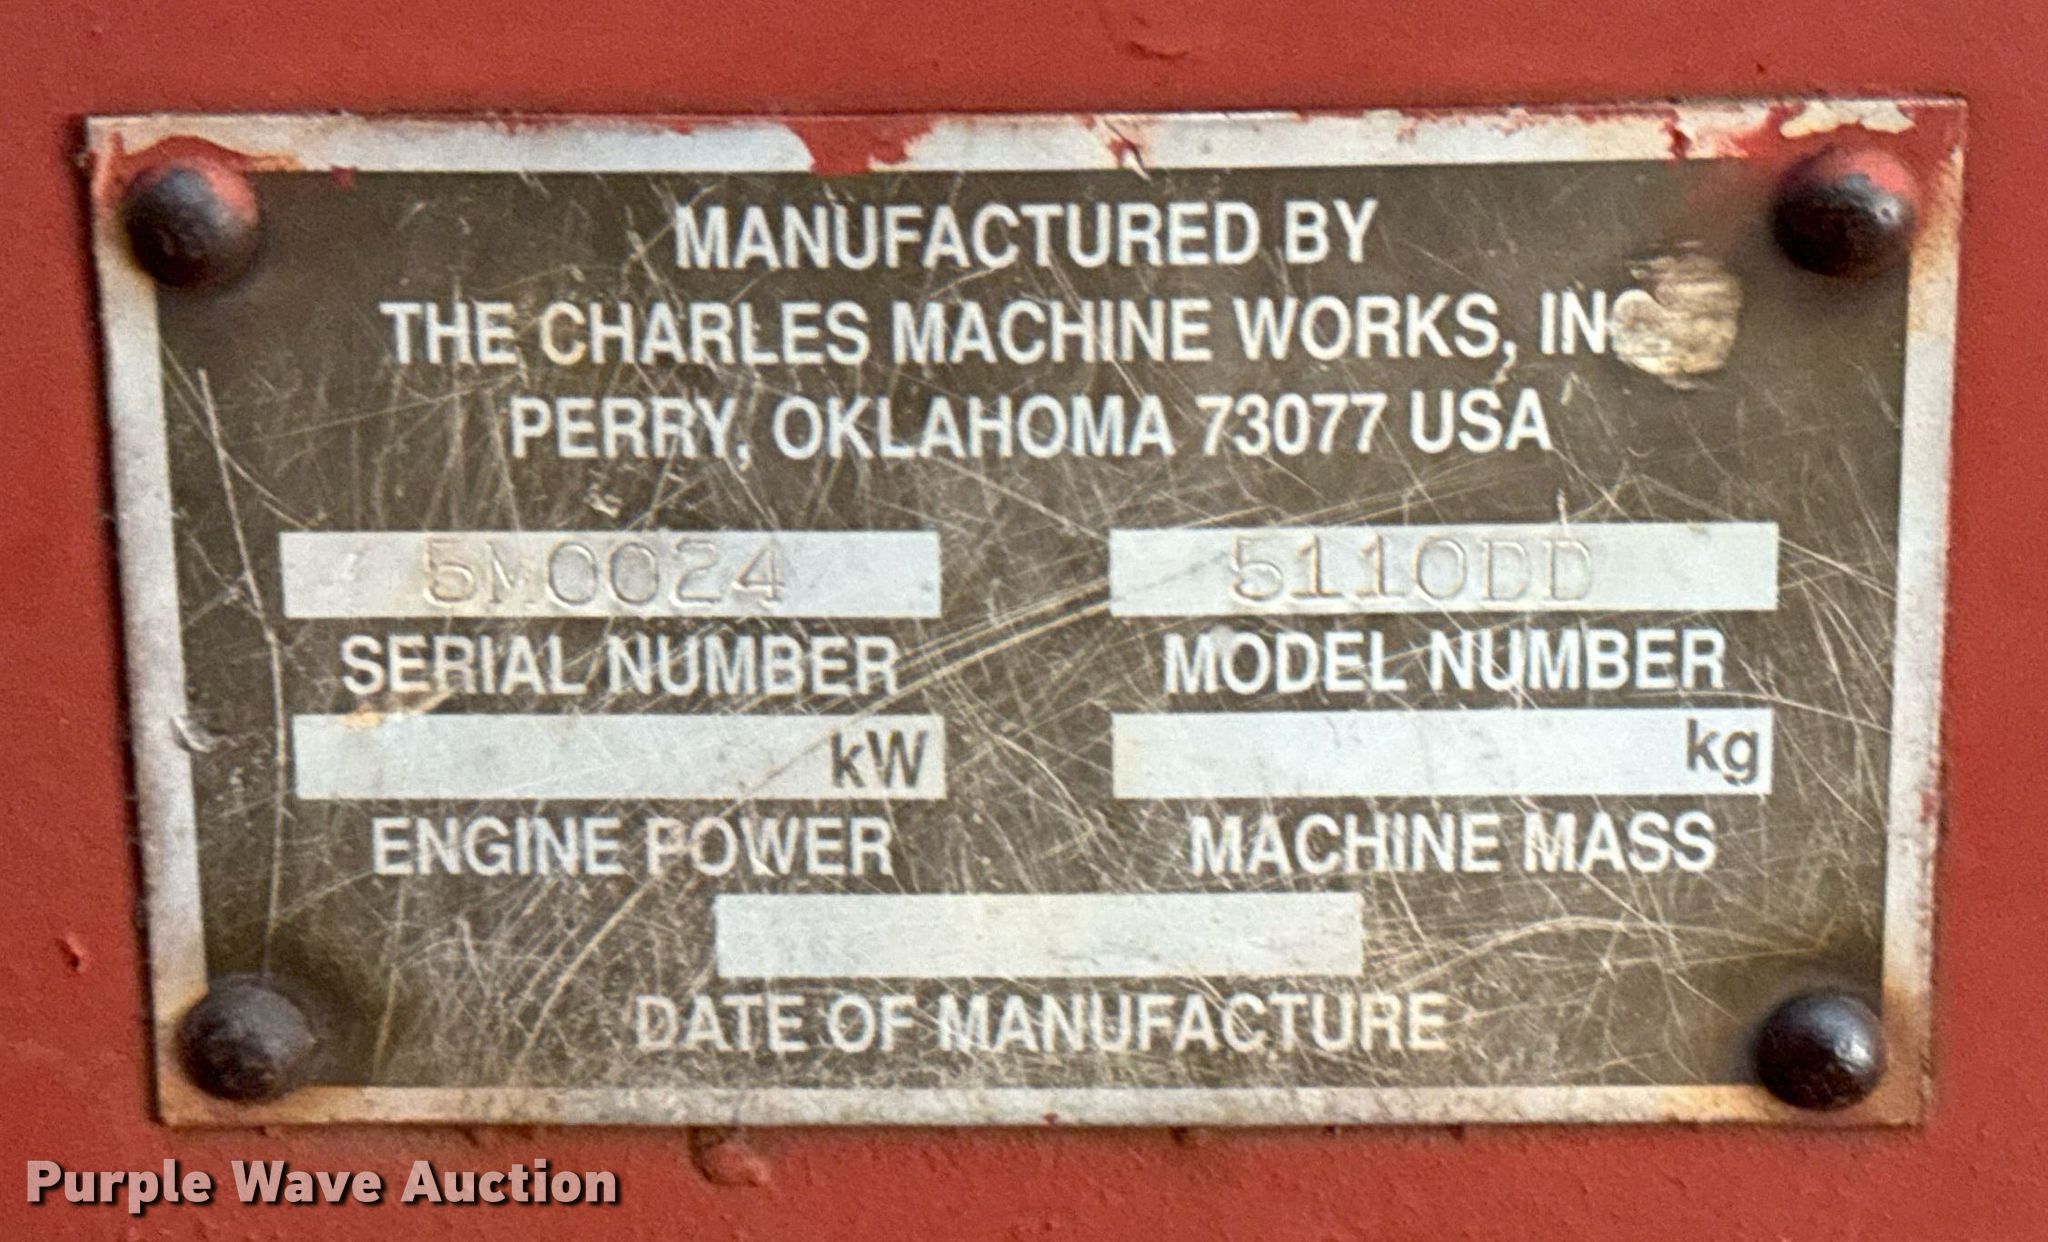 MANUFACTURED BY
THE CHARLES MACHINE WORKS, INC
PERRY, OKLAHOMA 73077 USA
5M0024 5110DD
SERIAL NUMBER MODEL NUMBER
kW kg
ENGINE POWER MACHINE MASS
DATE OF MANUFACTURE
Purple Wave Auction